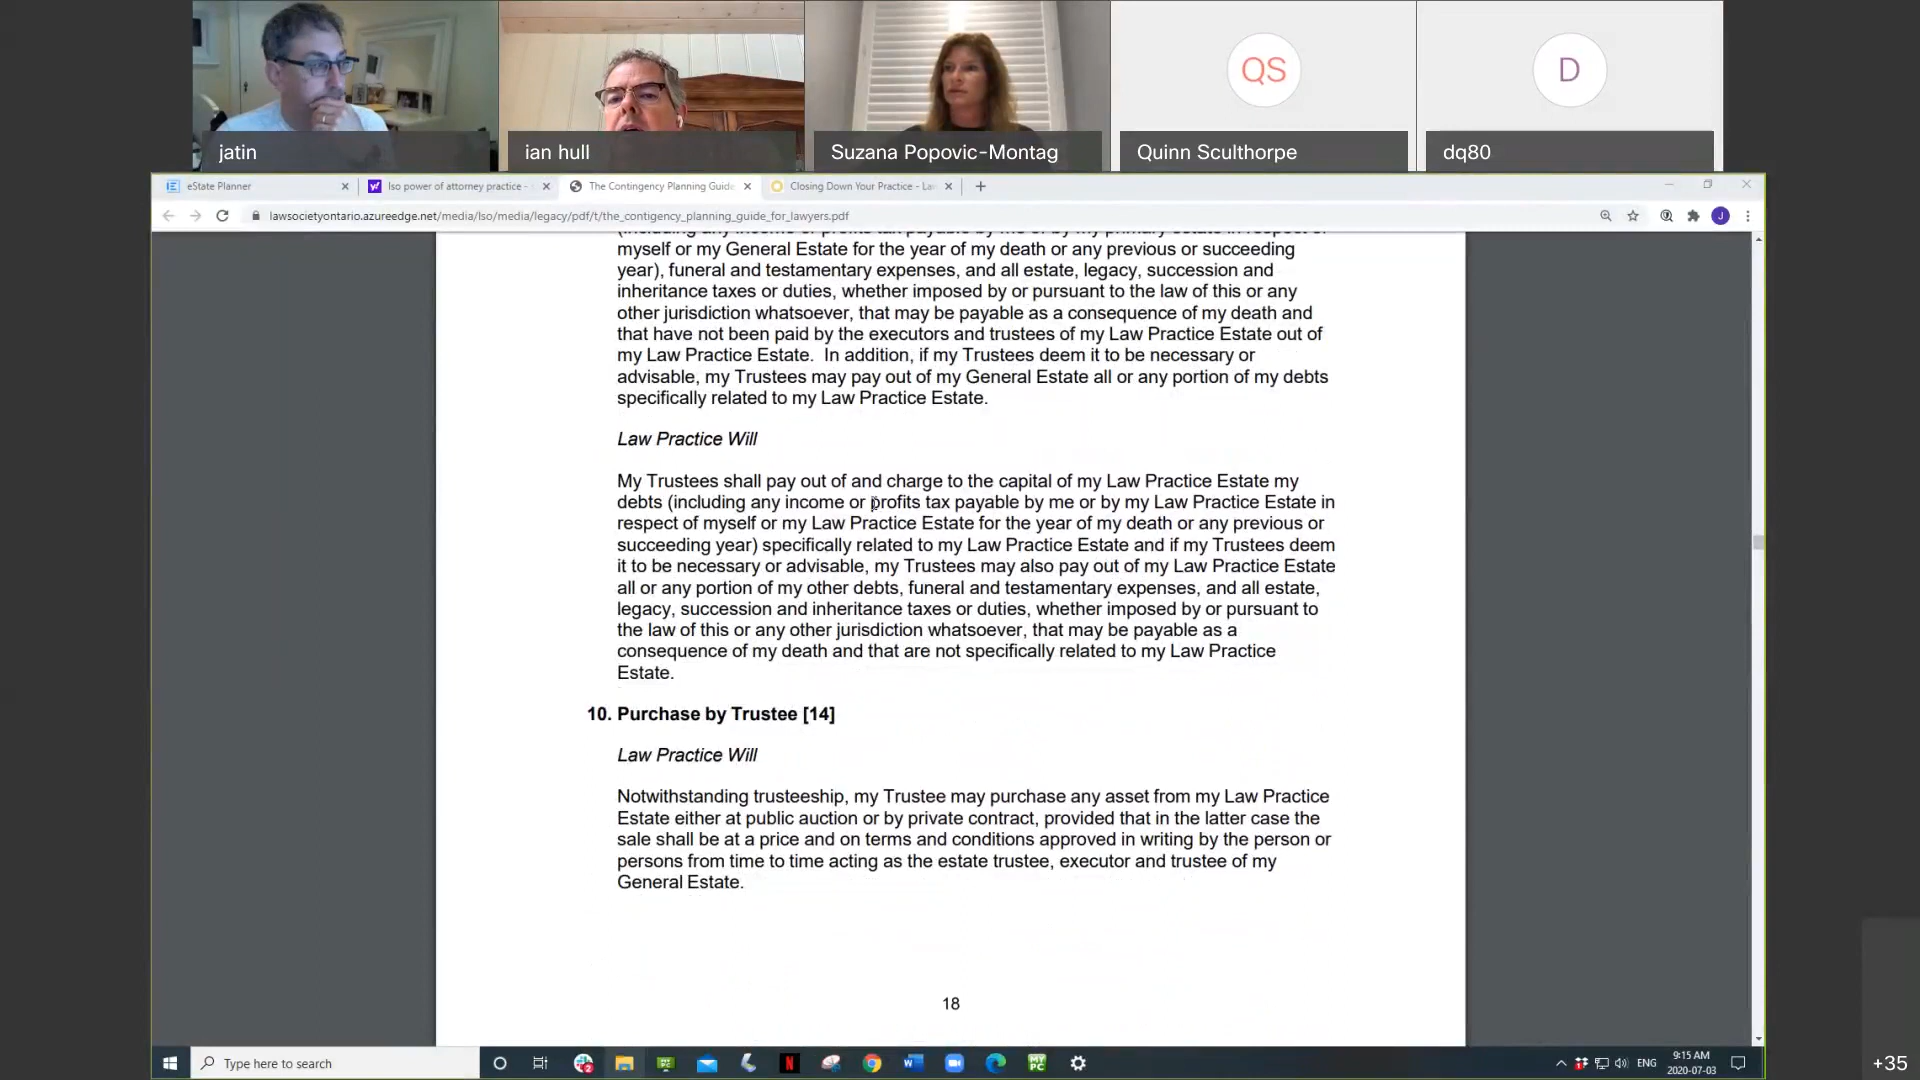 jatin
ian hull
Suzana Popovic-Montag
QS
Quinn Sculthorpe
D
dq80
eState Planner
lso power of attorney practice -
The Contingency Planning Guide
Closing Down Your Practice - La
lawsocietyontario.azureedge.net/media/lso/media/legacy/pdf/t/the_contigency_planning_guide_for_lawyers.pdf
J
(including any income or profits tax payable by me or by my primary estate in respect of
myself or my General Estate for the year of my death or any previous or succeeding
year), funeral and testamentary expenses, and all estate, legacy, succession and
inheritance taxes or duties, whether imposed by or pursuant to the law of this or any
other jurisdiction whatsoever, that may be payable as a consequence of my death and
that have not been paid by the executors and trustees of my Law Practice Estate out of
my Law Practice Estate. In addition, if my Trustees deem it to be necessary or
advisable, my Trustees may pay out of my General Estate all or any portion of my debts
specifically related to my Law Practice Estate.
Law Practice Will
My Trustees shall pay out of and charge to the capital of my Law Practice Estate my
debts (including any income or profits tax payable by me or by my Law Practice Estate in
respect of myself or my Law Practice Estate for the year of my death or any previous or
succeeding year) specifically related to my Law Practice Estate and if my Trustees deem
it to be necessary or advisable, my Trustees may also pay out of my Law Practice Estate
all or any portion of my other debts, funeral and testamentary expenses, and all estate,
legacy, succession and inheritance taxes or duties, whether imposed by or pursuant to
the law of this or any other jurisdiction whatsoever, that may be payable as a
consequence of my death and that are not specifically related to my Law Practice
Estate.
10. Purchase by Trustee [14]
Law Practice Will
Notwithstanding trusteeship, my Trustee may purchase any asset from my Law Practice
Estate either at public auction or by private contract, provided that in the latter case the
sale shall be at a price and on terms and conditions approved in writing by the person or
persons from time to time acting as the estate trustee, executor and trustee of my
General Estate.
18
Type here to search
ENG
9:15 AM
2020-07-03
+35